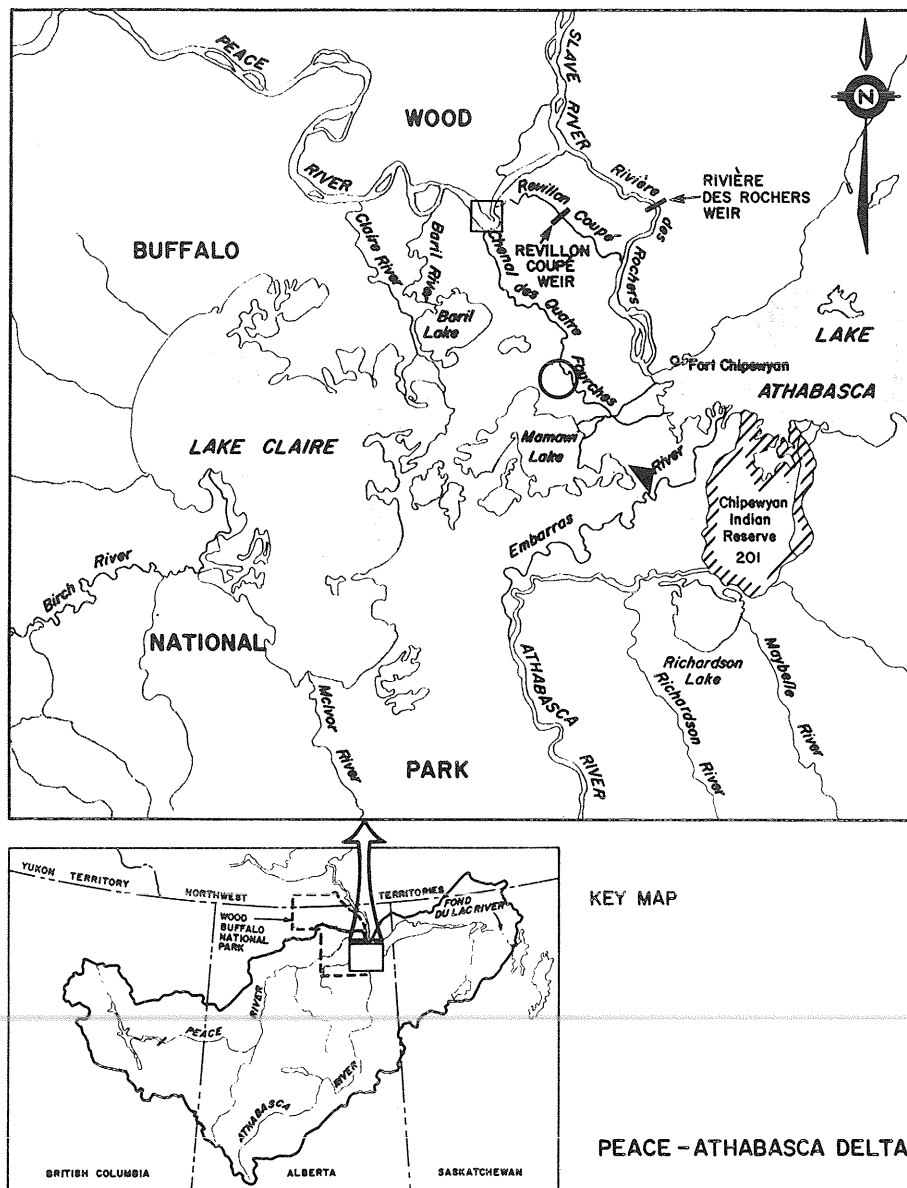 PEACE
RIVER
SLAVE RIVER
N
WOOD
BUFFALO
NATIONAL
PARK
Rivière des Rochers
RIVIÈRE
DES ROCHERS
WEIR
Revillon Coupé
REVILLON
COUPÉ
WEIR
Claire River
Baril River
Baril
Lake
Chenal des Quatre Fourches
Fort Chipewyan
LAKE
ATHABASCA
LAKE CLAIRE
Mamawi
Lake
Embarras River
Chipewyan
Indian
Reserve
201
Birch River
McIvor River
ATHABASCA RIVER
Richardson
Lake
Richardson River
Maybelle River
KEY MAP
YUKON TERRITORY
NORTHWEST TERRITORIES
WOOD
BUFFALO
NATIONAL
PARK
FOND
DU LAC RIVER
PEACE RIVER
ATHABASCA RIVER
BRITISH COLUMBIA
ALBERTA
SASKATCHEWAN
PEACE - ATHABASCA DELTA